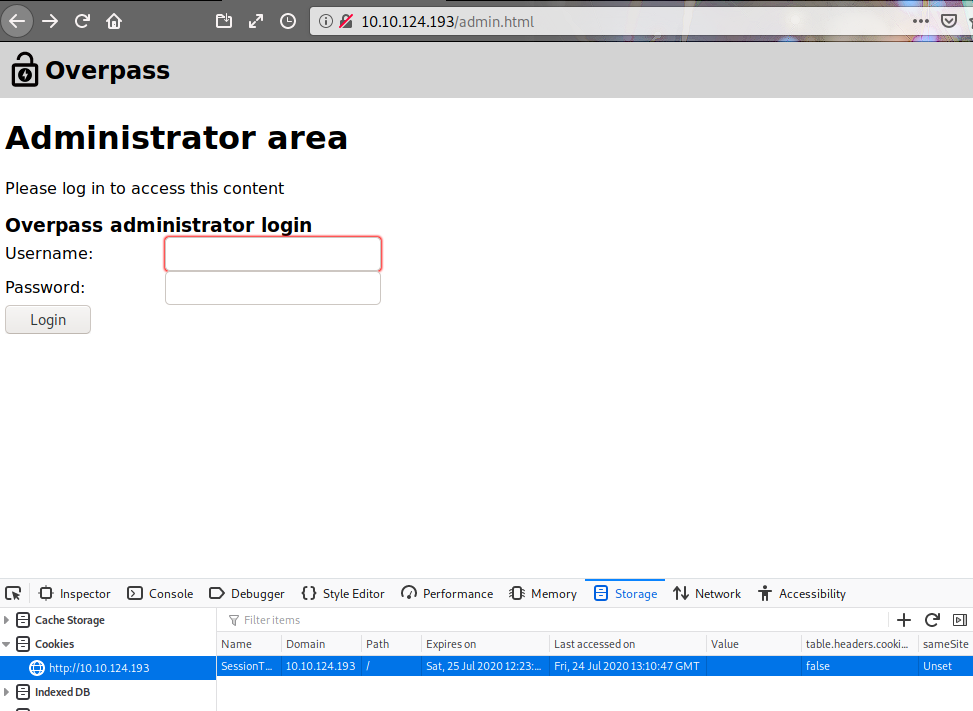 10.10.124.193/admin.html
Overpass
Administrator area
Please log in to access this content
Overpass administrator login
Username:
Password:
Login
Inspector Console Debugger Style Editor Performance Memory Storage Network Accessibility
Cache Storage
Cookies
http://10.10.124.193
Indexed DB
Filter items
Name Domain Path Expires on Last accessed on Value table.headers.cooki... sameSite
SessionT... 10.10.124.193 / Sat, 25 Jul 2020 12:23:... Fri, 24 Jul 2020 13:10:47 GMT false Unset